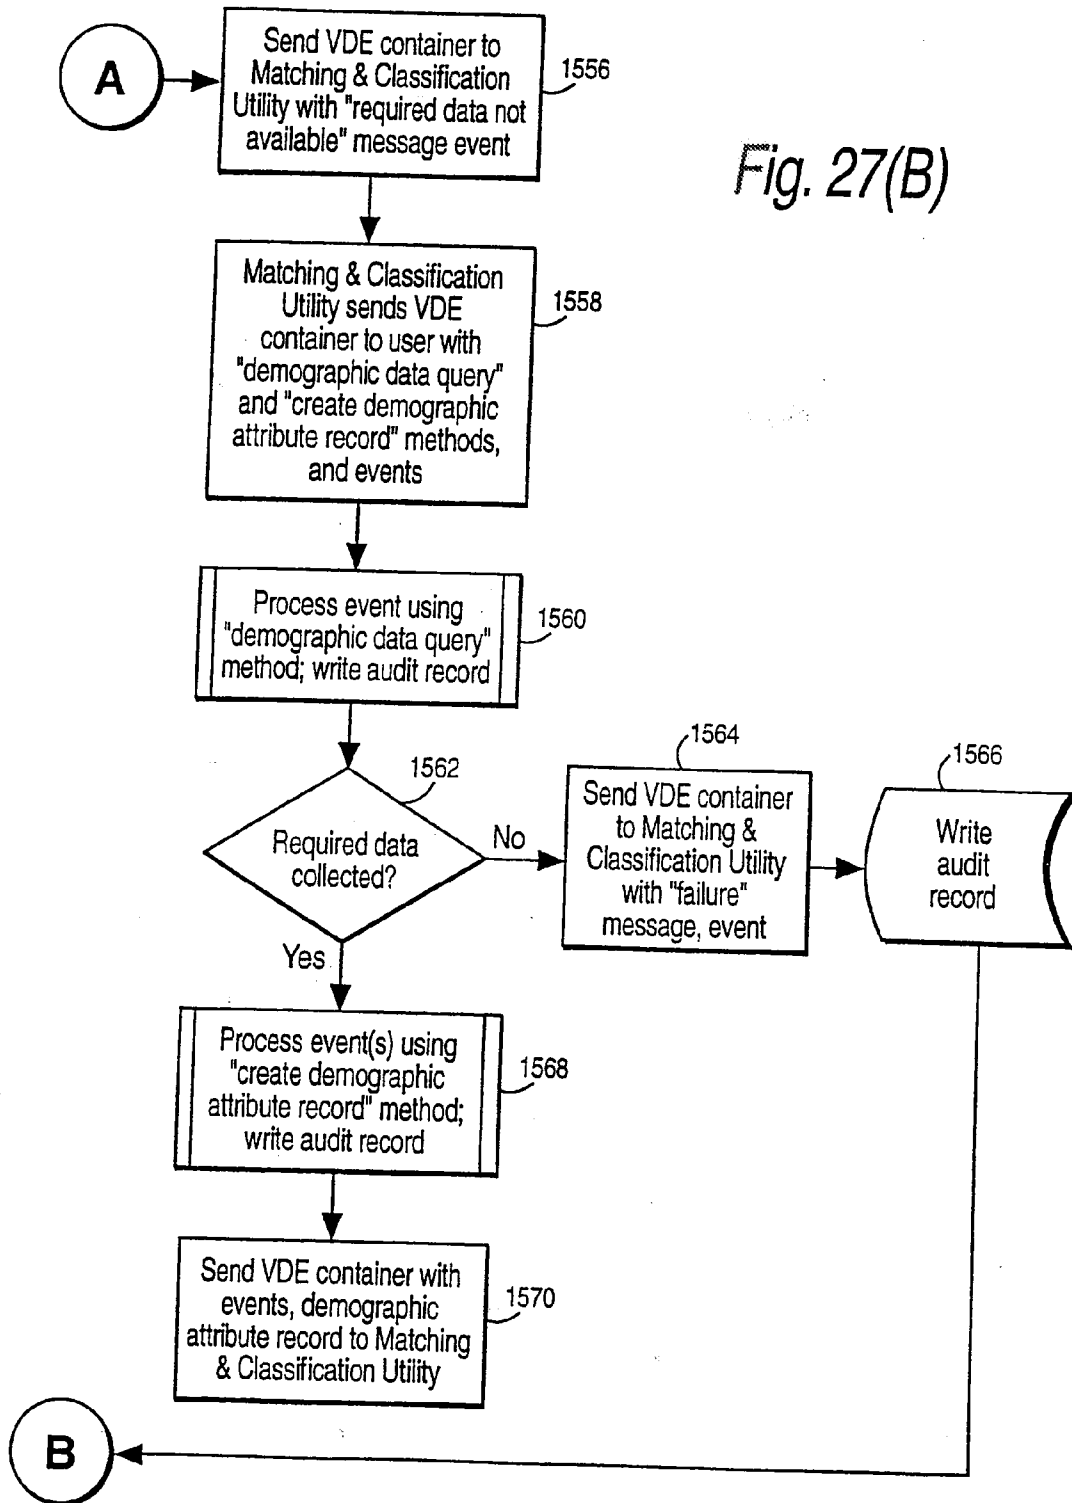 A
Send VDE container to
Matching & Classification
Utility with "required data not
available" message event
1556
Fig. 27(B)
Matching & Classification
Utility sends VDE
container to user with
"demographic data query"
and "create demographic
attribute record" methods,
and events
1558
Process event using
"demographic data query"
method; write audit record
1560
Required data
collected?
1562
No
Yes
Send VDE container
to Matching &
Classification Utility
with "failure"
message, event
1564
Write
audit
record
1566
Process event(s) using
"create demographic
attribute record" method;
write audit record
1568
Send VDE container with
events, demographic
attribute record to Matching
& Classification Utility
1570
B